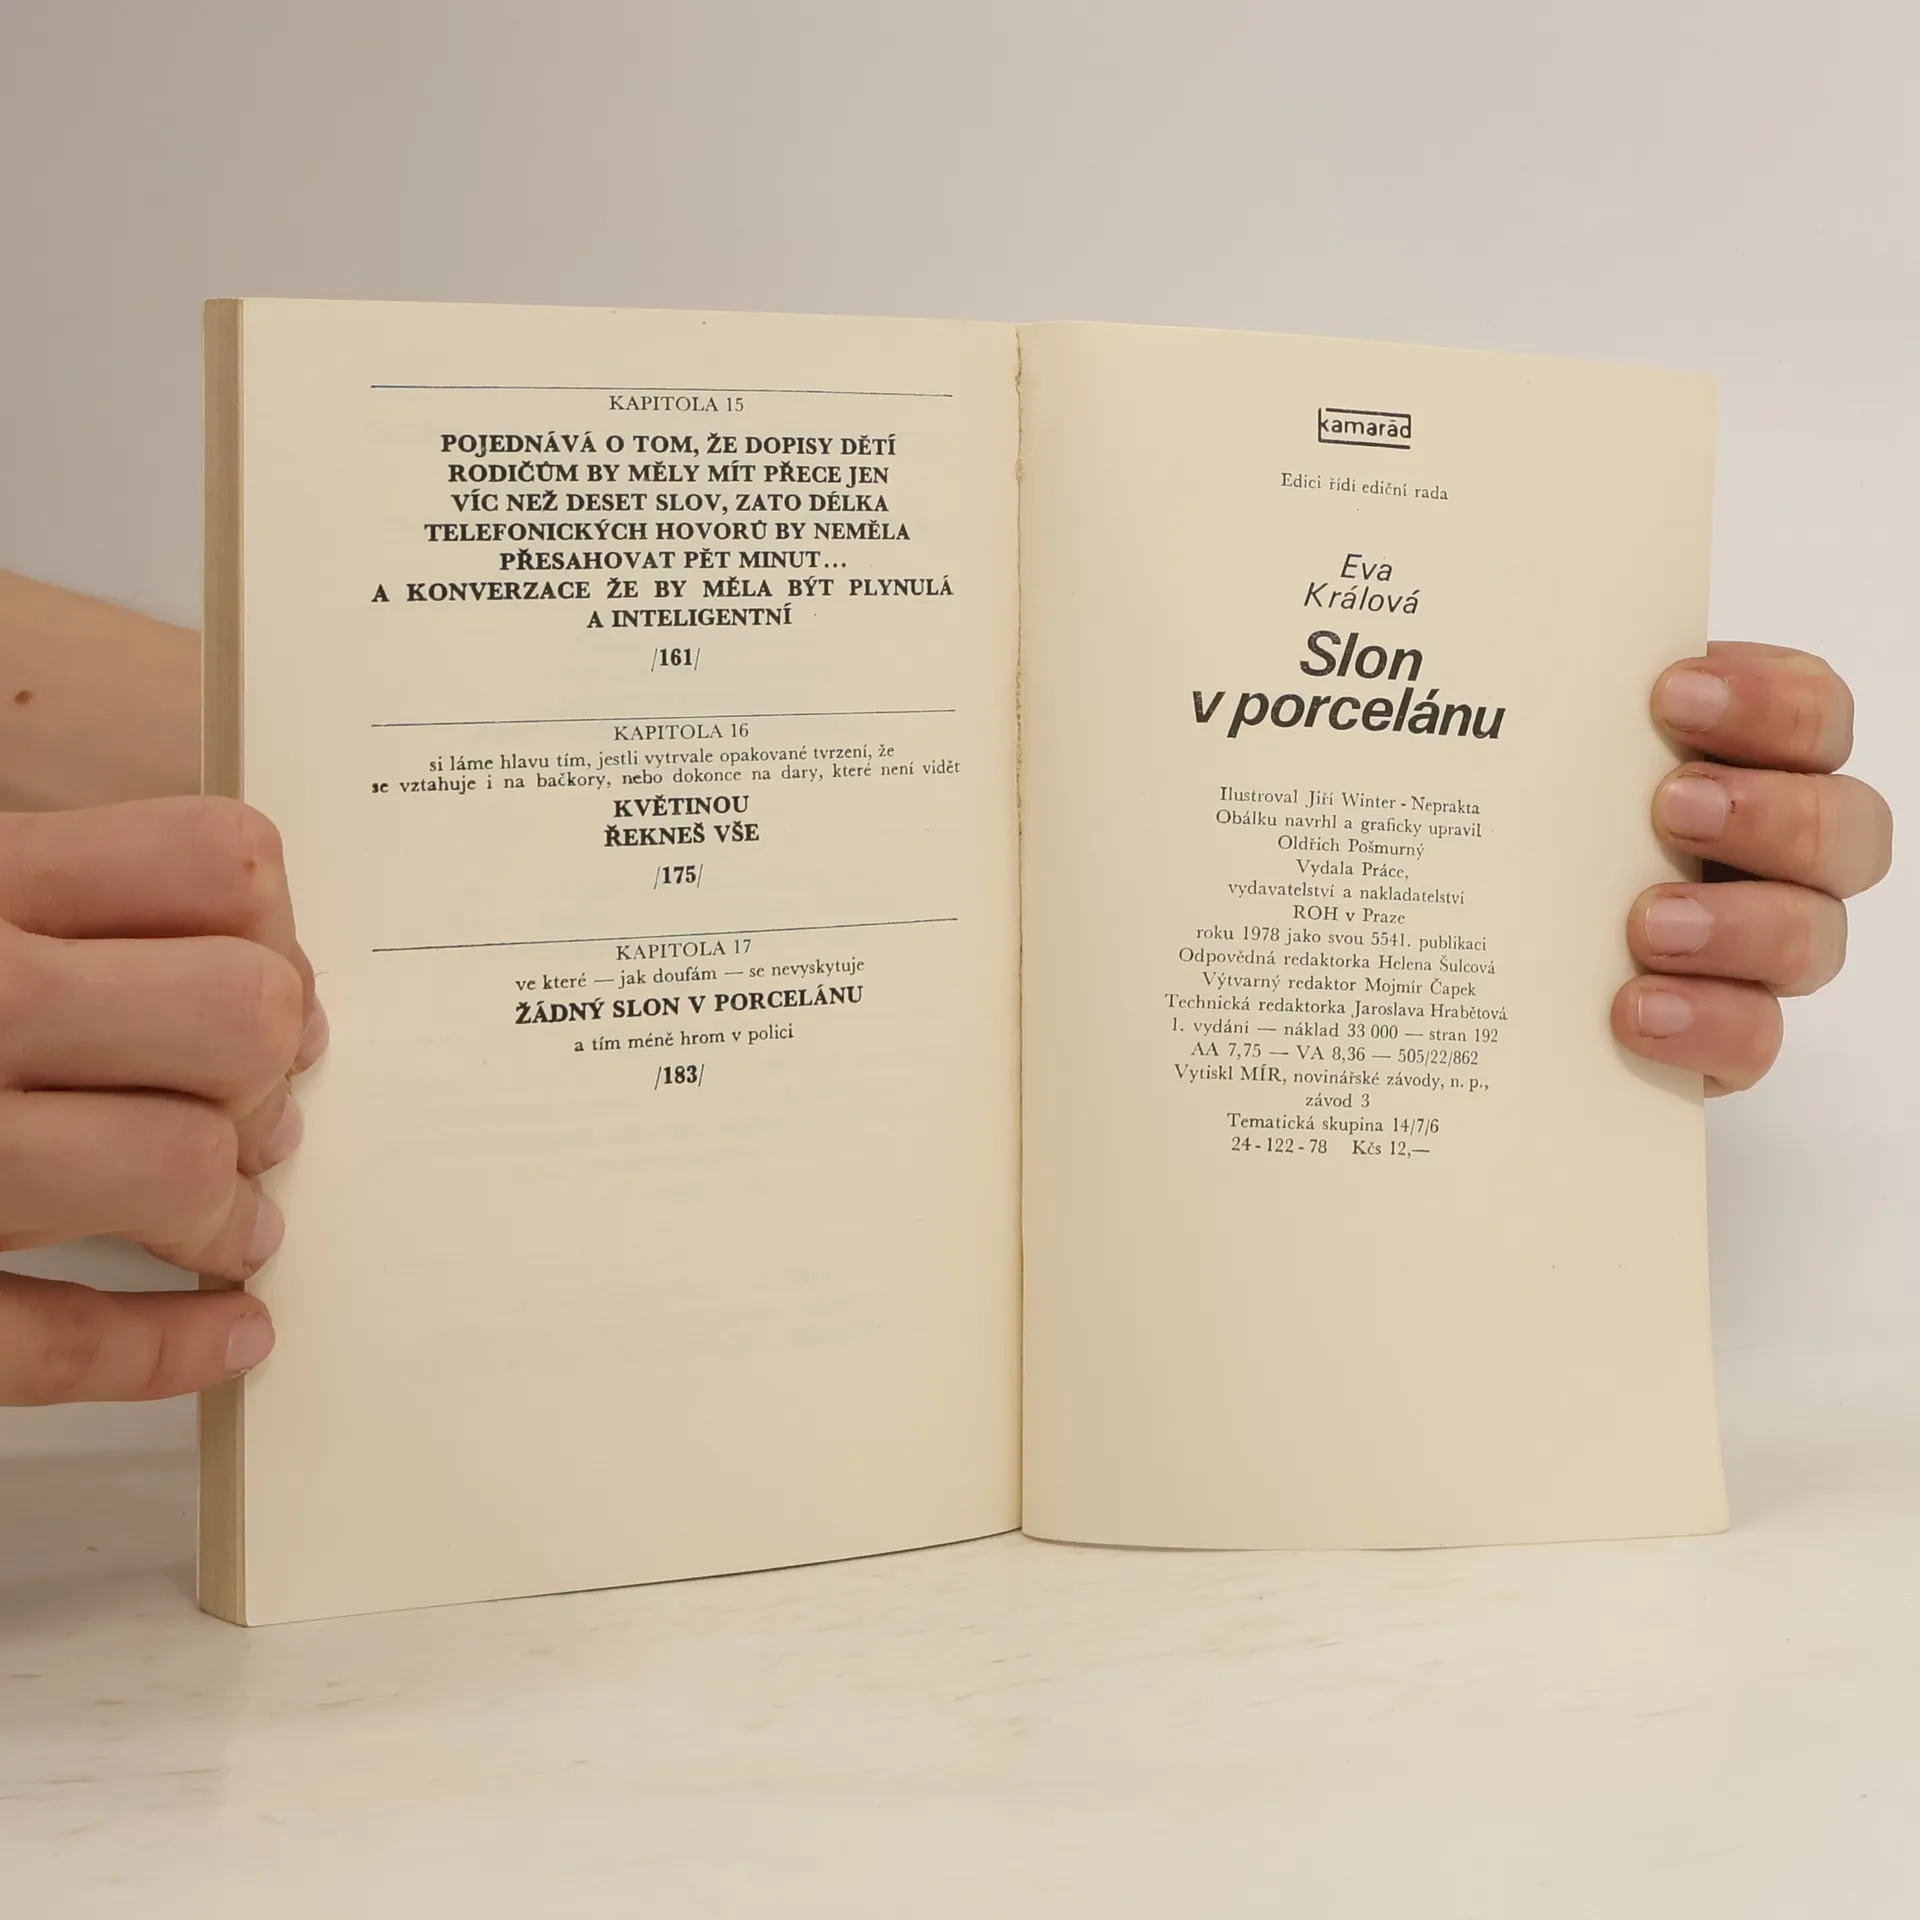 KAPITOLA 15
POJEDNÁVÁ O TOM, ŽE DOPISY DĚTÍ
RODIČŮM BY MĚLY MÍT PŘECE JEN
VÍC NEŽ DESET SLOV, ZATO DÉLKA
TELEFONICKÝCH HOVORŮ BY NEMĚLA
PŘESAHOVAT PĚT MINUT...
A KONVERZACE ŽE BY MĚLA BÝT PLYNULÁ
A INTELIGENTNÍ
/161/
KAPITOLA 16
si láme hlavu tím, jestli vytrvale opakované tvrzení, že
se vztahuje i na bačkory, nebo dokonce na dary, které není vidět
KVĚTINOU
ŘEKNEŠ VŠE
/175/
KAPITOLA 17
ve které — jak doufám — se nevyskytuje
ŽÁDNÝ SLON V PORCELÁNU
a tím méně hrom v polici
/183/
kamarád
Edici řídi ediční rada
Eva
Králová
Slon
v porcelánu
Ilustroval Jiří Winter - Neprakta
Obálku navrhl a graficky upravil
Oldřich Pošmurný
Vydala Práce,
vydavatelství a nakladatelství
ROH v Praze
roku 1978 jako svou 5541. publikaci
Odpovědná redaktorka Helena Šulcová
Výtvarný redaktor Mojmír Čapek
Technická redaktorka Jaroslava Hrabětová
1. vydání — náklad 33 000 — stran 192
AA 7,75 — VA 8,36 — 505/22/862
Vytiskl MÍR, novinářské závody, n. p.,
závod 3
Tematická skupina 14/7/6
24 - 122 - 78 Kčs 12,—